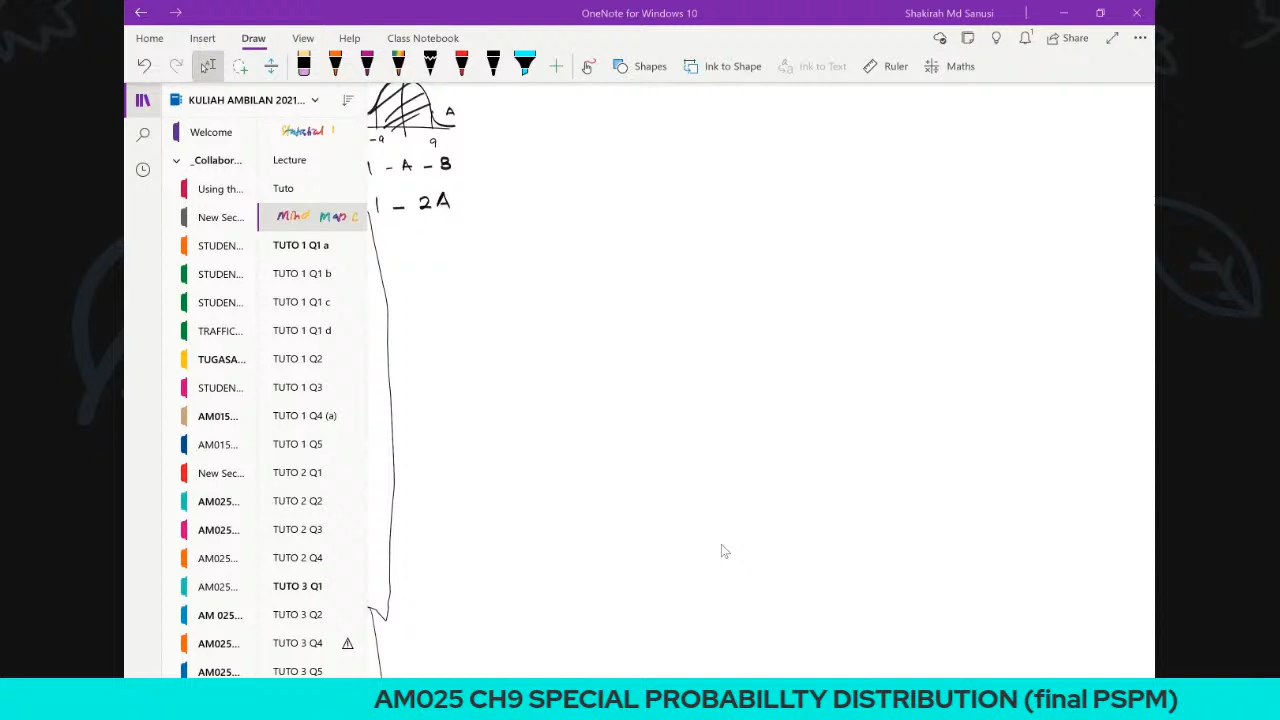 OneNote for Windows 10
Shakirah Md Sanusi
Home Insert Draw View Help Class Notebook
Share
Shapes Ink to Shape Ink to Text Ruler Maths
KULIAH AMBILAN 2021...
Welcome
_Collabor...
Using th...
New Sec...
STUDEN...
STUDEN...
STUDEN...
TRAFFIC...
TUGASA...
STUDEN...
AM015...
AM015...
New Sec...
AM025...
AM025...
AM025...
AM025...
AM 025...
AM025...
AM025...
Statistical 1
Lecture
Tuto
Mind Map C
TUTO 1 Q1 a
TUTO 1 Q1 b
TUTO 1 Q1 c
TUTO 1 Q1 d
TUTO 1 Q2
TUTO 1 Q3
TUTO 1 Q4 (a)
TUTO 1 Q5
TUTO 2 Q1
TUTO 2 Q2
TUTO 2 Q3
TUTO 2 Q4
TUTO 3 Q1
TUTO 3 Q2
TUTO 3 Q4
TUTO 3 Q5
A
-9 9
1 - A - B
1 - 2A
AM025 CH9 SPECIAL PROBABILLTY DISTRIBUTION (final PSPM)